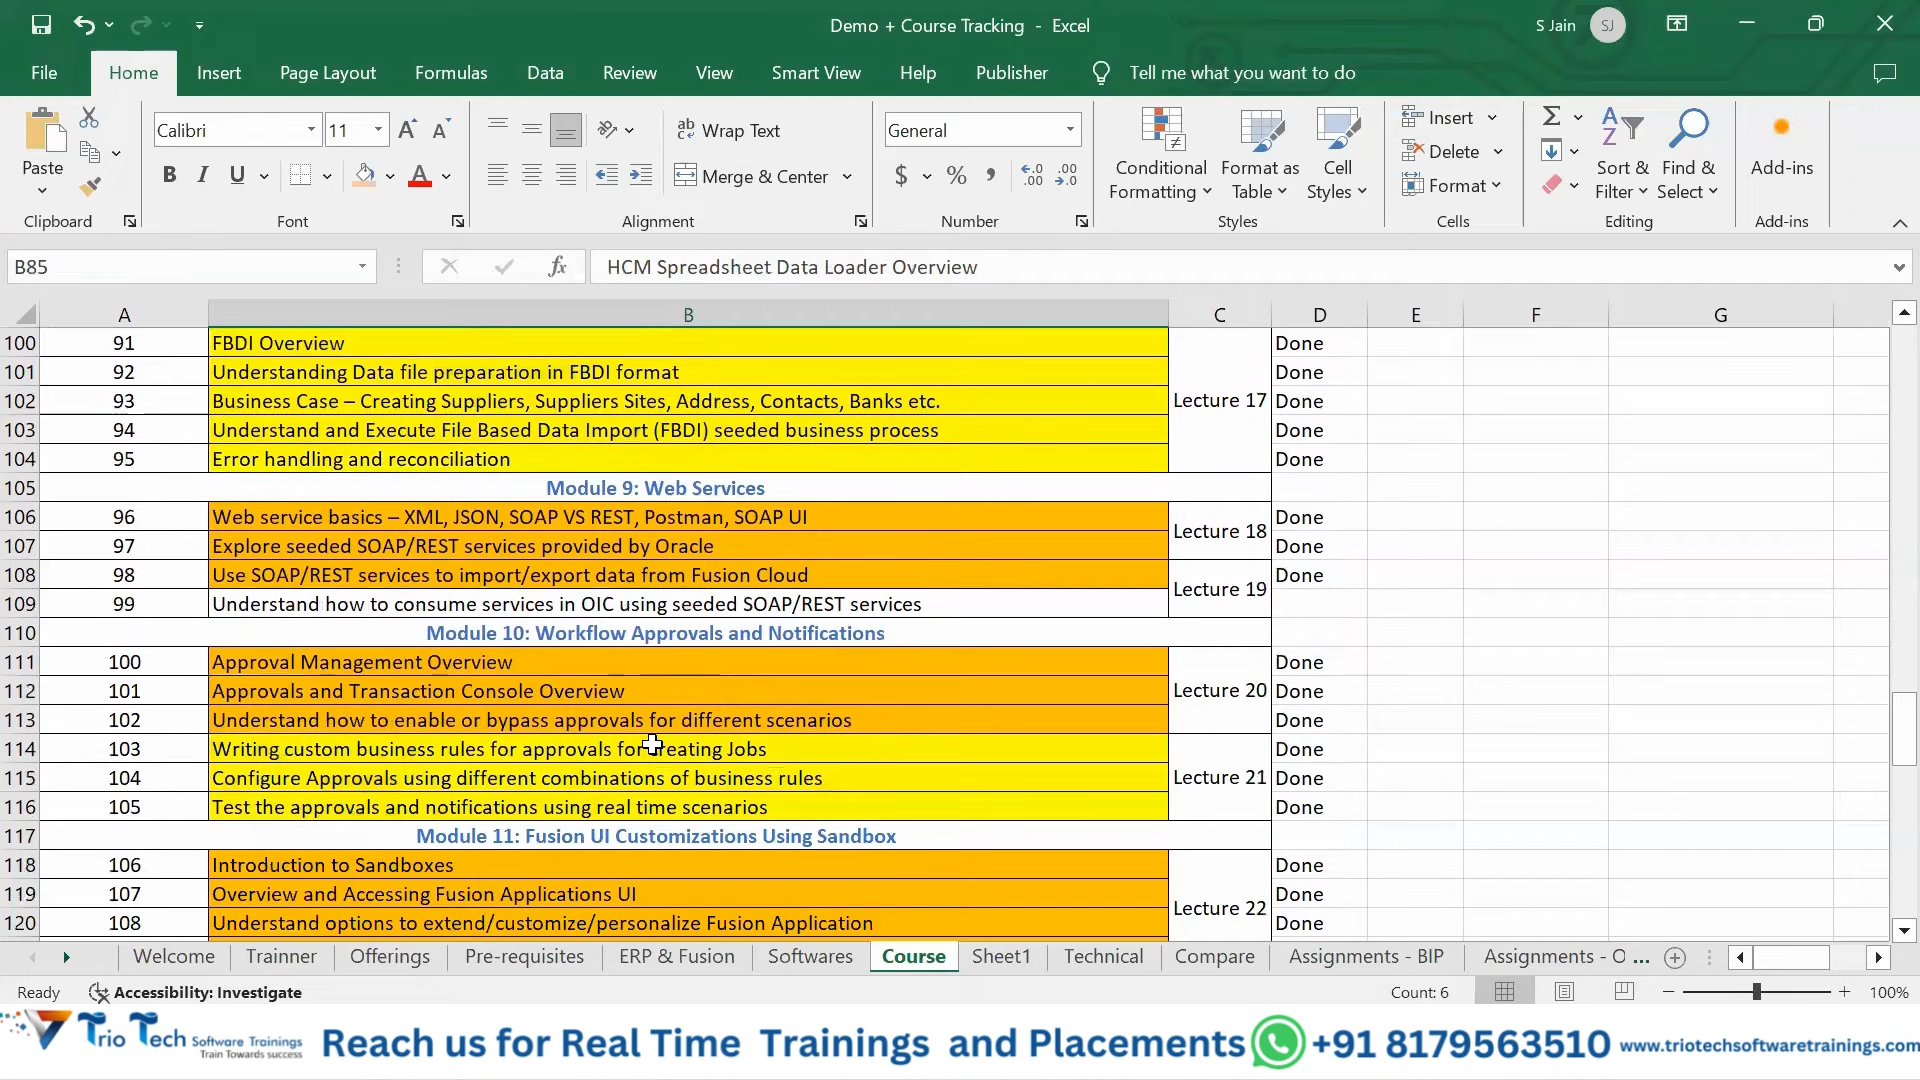 Demo + Course Tracking - Excel
S Jain SJ
File Home Insert Page Layout Formulas Data Review View Smart View Help Publisher Tell me what you want to do
Paste
Clipboard
Calibri 11
B I U A
Font
ab Wrap Text
Merge & Center
Alignment
General
$ % ,
Number
Conditional Formatting
Format as Table
Cell Styles
Styles
Insert
Delete
Format
Cells
Sort & Filter
Find & Select
Editing
Add-ins
Add-ins
B85 fx HCM Spreadsheet Data Loader Overview
A B C D E F G
100 91 FBDI Overview Done
101 92 Understanding Data file preparation in FBDI format Done
102 93 Business Case – Creating Suppliers, Suppliers Sites, Address, Contacts, Banks etc. Lecture 17 Done
103 94 Understand and Execute File Based Data Import (FBDI) seeded business process Done
104 95 Error handling and reconciliation Done
105 Module 9: Web Services
106 96 Web service basics – XML, JSON, SOAP VS REST, Postman, SOAP UI Lecture 18 Done
107 97 Explore seeded SOAP/REST services provided by Oracle Done
108 98 Use SOAP/REST services to import/export data from Fusion Cloud Lecture 19 Done
109 99 Understand how to consume services in OIC using seeded SOAP/REST services
110 Module 10: Workflow Approvals and Notifications
111 100 Approval Management Overview Done
112 101 Approvals and Transaction Console Overview Lecture 20 Done
113 102 Understand how to enable or bypass approvals for different scenarios Done
114 103 Writing custom business rules for approvals for creating Jobs Done
115 104 Configure Approvals using different combinations of business rules Lecture 21 Done
116 105 Test the approvals and notifications using real time scenarios Done
117 Module 11: Fusion UI Customizations Using Sandbox
118 106 Introduction to Sandboxes Done
119 107 Overview and Accessing Fusion Applications UI Done
120 108 Understand options to extend/customize/personalize Fusion Application Lecture 22 Done
Welcome Trainner Offerings Pre-requisites ERP & Fusion Softwares Course Sheet1 Technical Compare Assignments - BIP Assignments - O ...
Ready Accessibility: Investigate Count: 6 100%
Trio Tech Software Trainings
Train Towards success
Reach us for Real Time Trainings and Placements +91 8179563510 www.triotechsoftwaretrainings.com